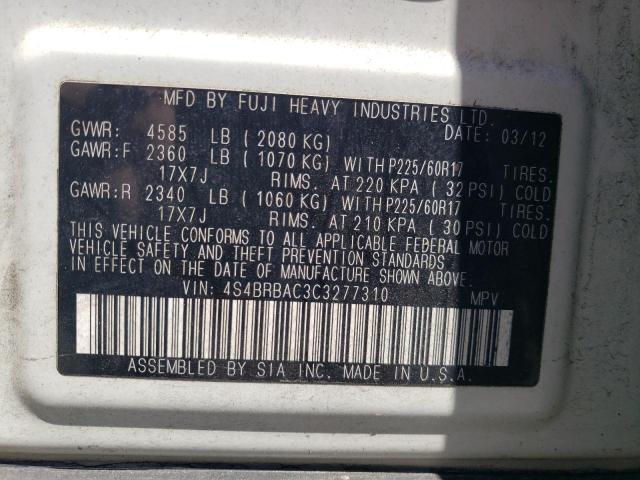 MFD BY FUJI HEAVY INDUSTRIES LTD.
DATE: 03/12
GVWR: 4585 LB ( 2080 KG)
GAWR:F 2360 LB ( 1070 KG) WITH P225/60R17 TIRES.
17X7J RIMS. AT 220 KPA ( 32 PSI) COLD
GAWR:R 2340 LB ( 1060 KG) WITH P225/60R17 TIRES.
17X7J RIMS. AT 210 KPA ( 30 PSI) COLD
THIS VEHICLE CONFORMS TO ALL APPLICABLE FEDERAL MOTOR
VEHICLE SAFETY AND THEFT PREVENTION STANDARDS
IN EFFECT ON THE DATE OF MANUFACTURE SHOWN ABOVE.
VIN: 4S4BRBAC3C3277310 MPV
ASSEMBLED BY SIA INC. MADE IN U.S.A.